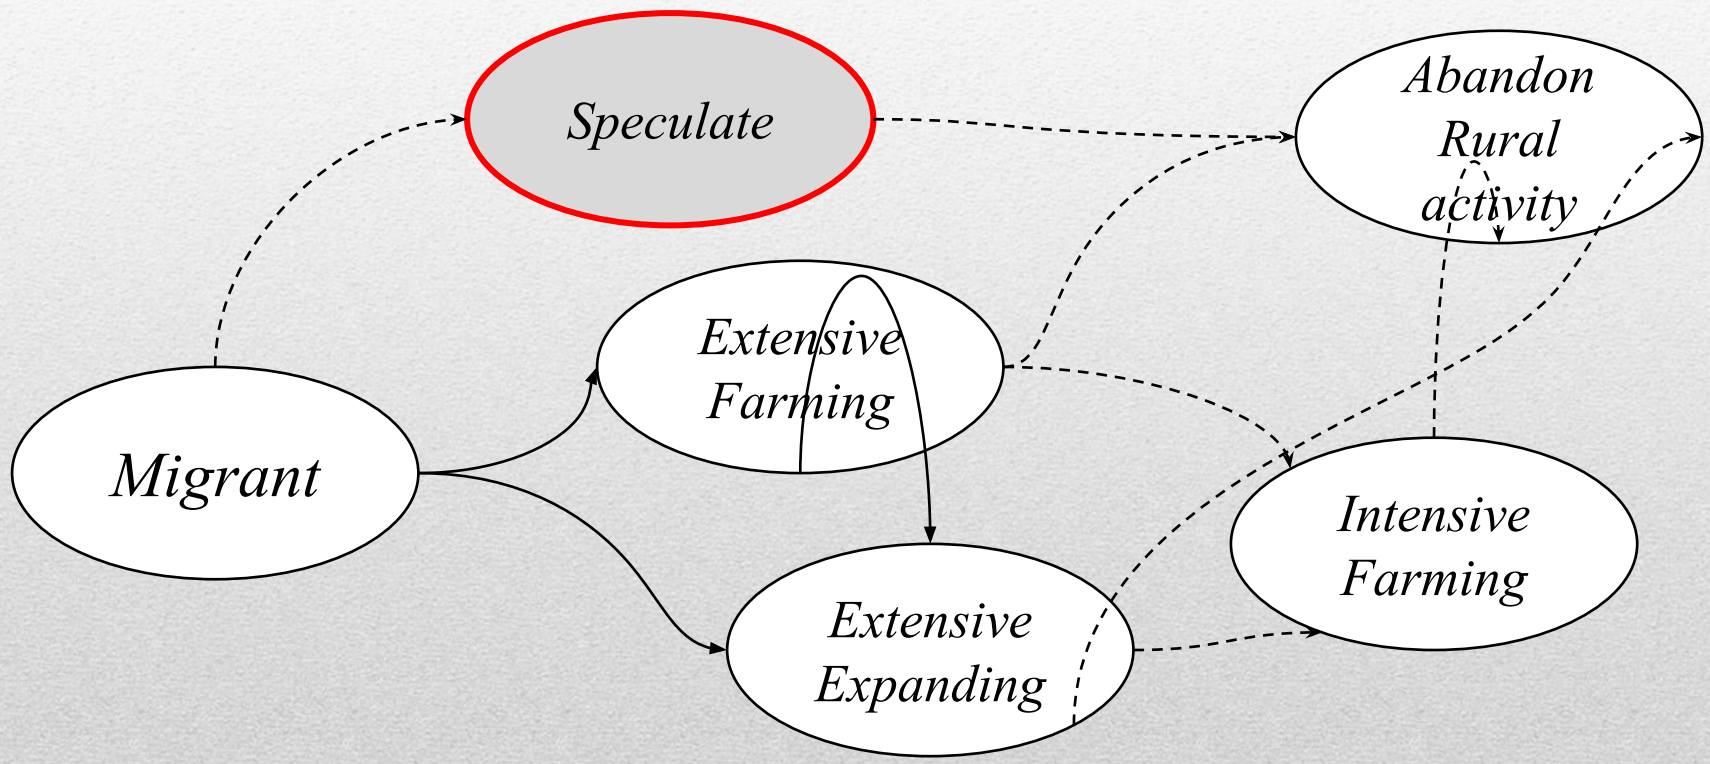 Speculate
Abandon
Rural
activity
Extensive
Farming
Migrant
Intensive
Farming
Extensive
Expanding